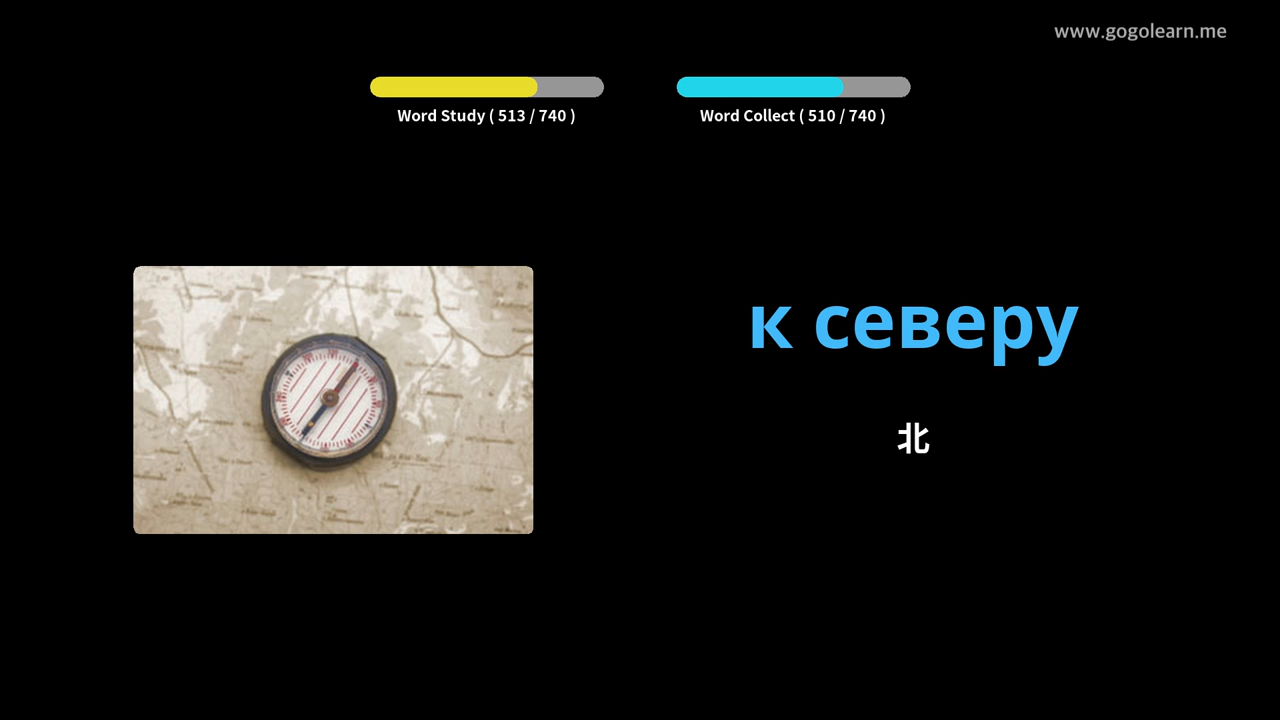 www.gogolearn.me
Word Study ( 513 / 740 )
Word Collect ( 510 / 740 )
к северу
北